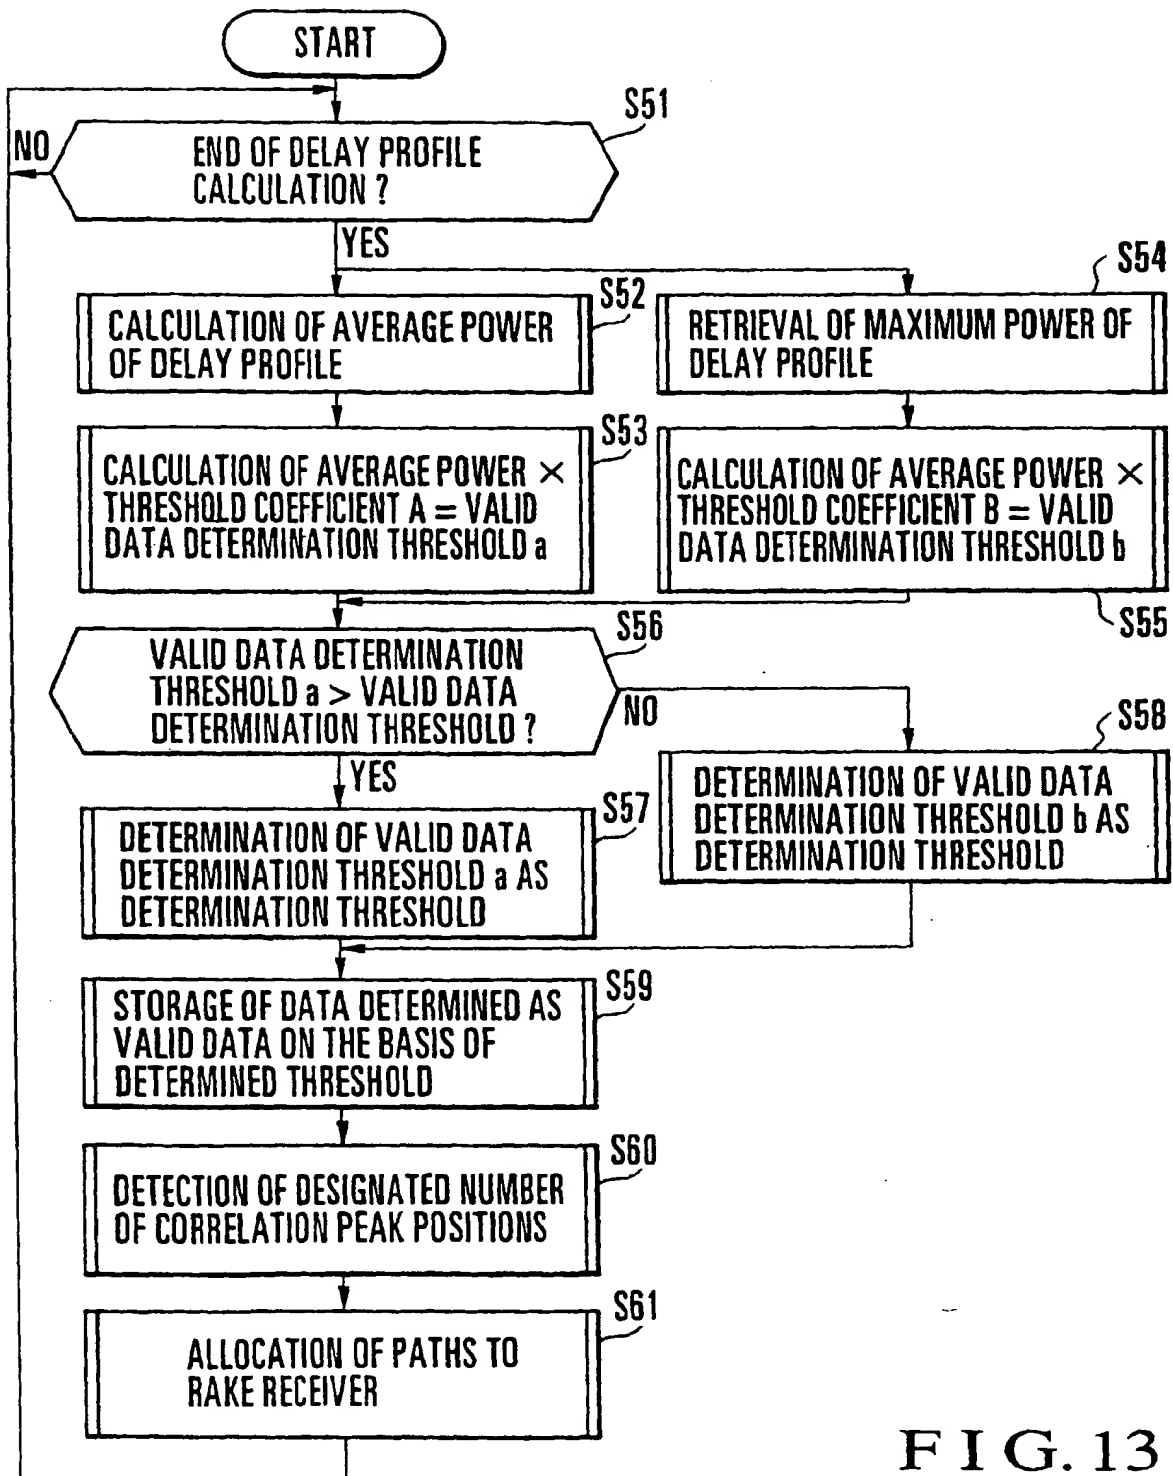 START
S51
NO
END OF DELAY PROFILE
CALCULATION ?
YES
S52
CALCULATION OF AVERAGE POWER
OF DELAY PROFILE
S54
RETRIEVAL OF MAXIMUM POWER OF
DELAY PROFILE
S53
CALCULATION OF AVERAGE POWER ×
THRESHOLD COEFFICIENT A = VALID
DATA DETERMINATION THRESHOLD a
CALCULATION OF AVERAGE POWER ×
THRESHOLD COEFFICIENT B = VALID
DATA DETERMINATION THRESHOLD b
S55
S56
VALID DATA DETERMINATION
THRESHOLD a > VALID DATA
DETERMINATION THRESHOLD ?
NO
YES
S58
DETERMINATION OF VALID DATA
DETERMINATION THRESHOLD b AS
DETERMINATION THRESHOLD
S57
DETERMINATION OF VALID DATA
DETERMINATION THRESHOLD a AS
DETERMINATION THRESHOLD
S59
STORAGE OF DATA DETERMINED AS
VALID DATA ON THE BASIS OF
DETERMINED THRESHOLD
S60
DETECTION OF DESIGNATED NUMBER
OF CORRELATION PEAK POSITIONS
S61
ALLOCATION OF PATHS TO
RAKE RECEIVER
FIG. 13